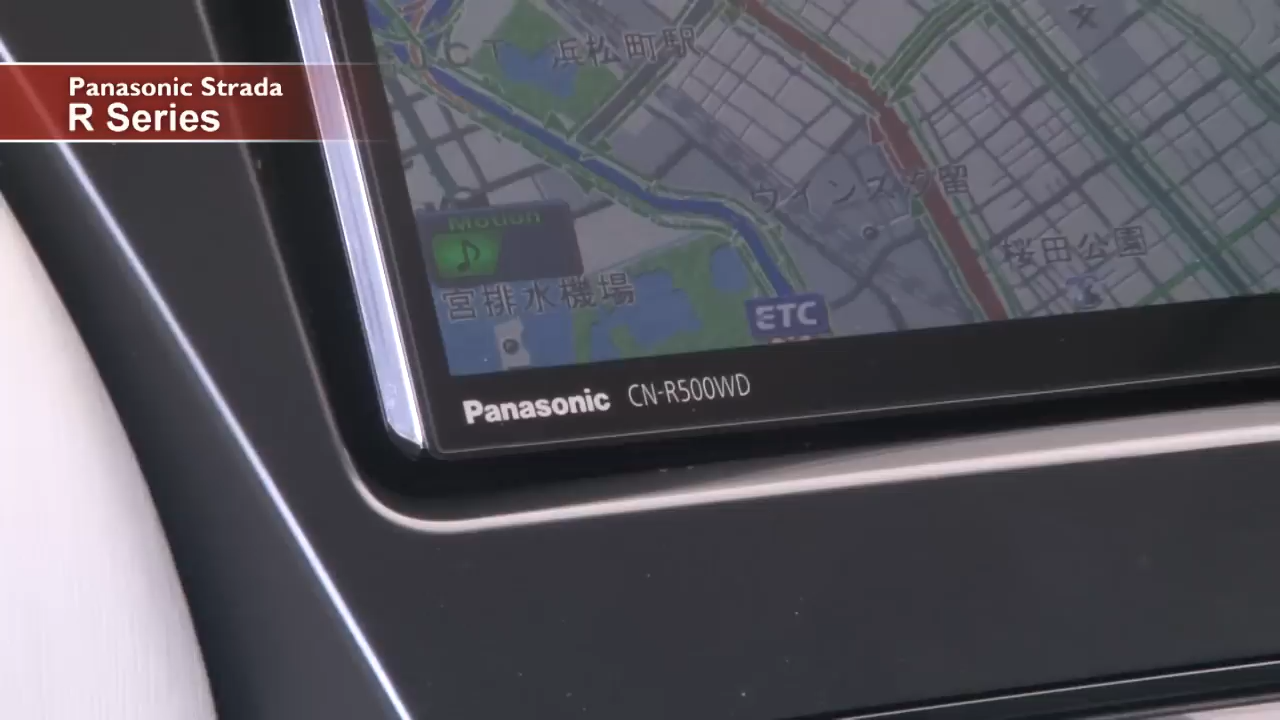 Panasonic Strada
R Series
JCT 浜松町駅
ウインズ汐留
桜田公園
Motion
宮排水機場
ETC
Panasonic CN-R500WD